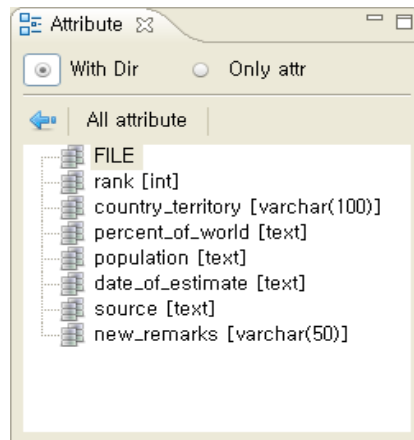 Attribute
With Dir Only attr
All attribute
FILE
rank [int]
country_territory [varchar(100)]
percent_of_world [text]
population [text]
date_of_estimate [text]
source [text]
new_remarks [varchar(50)]